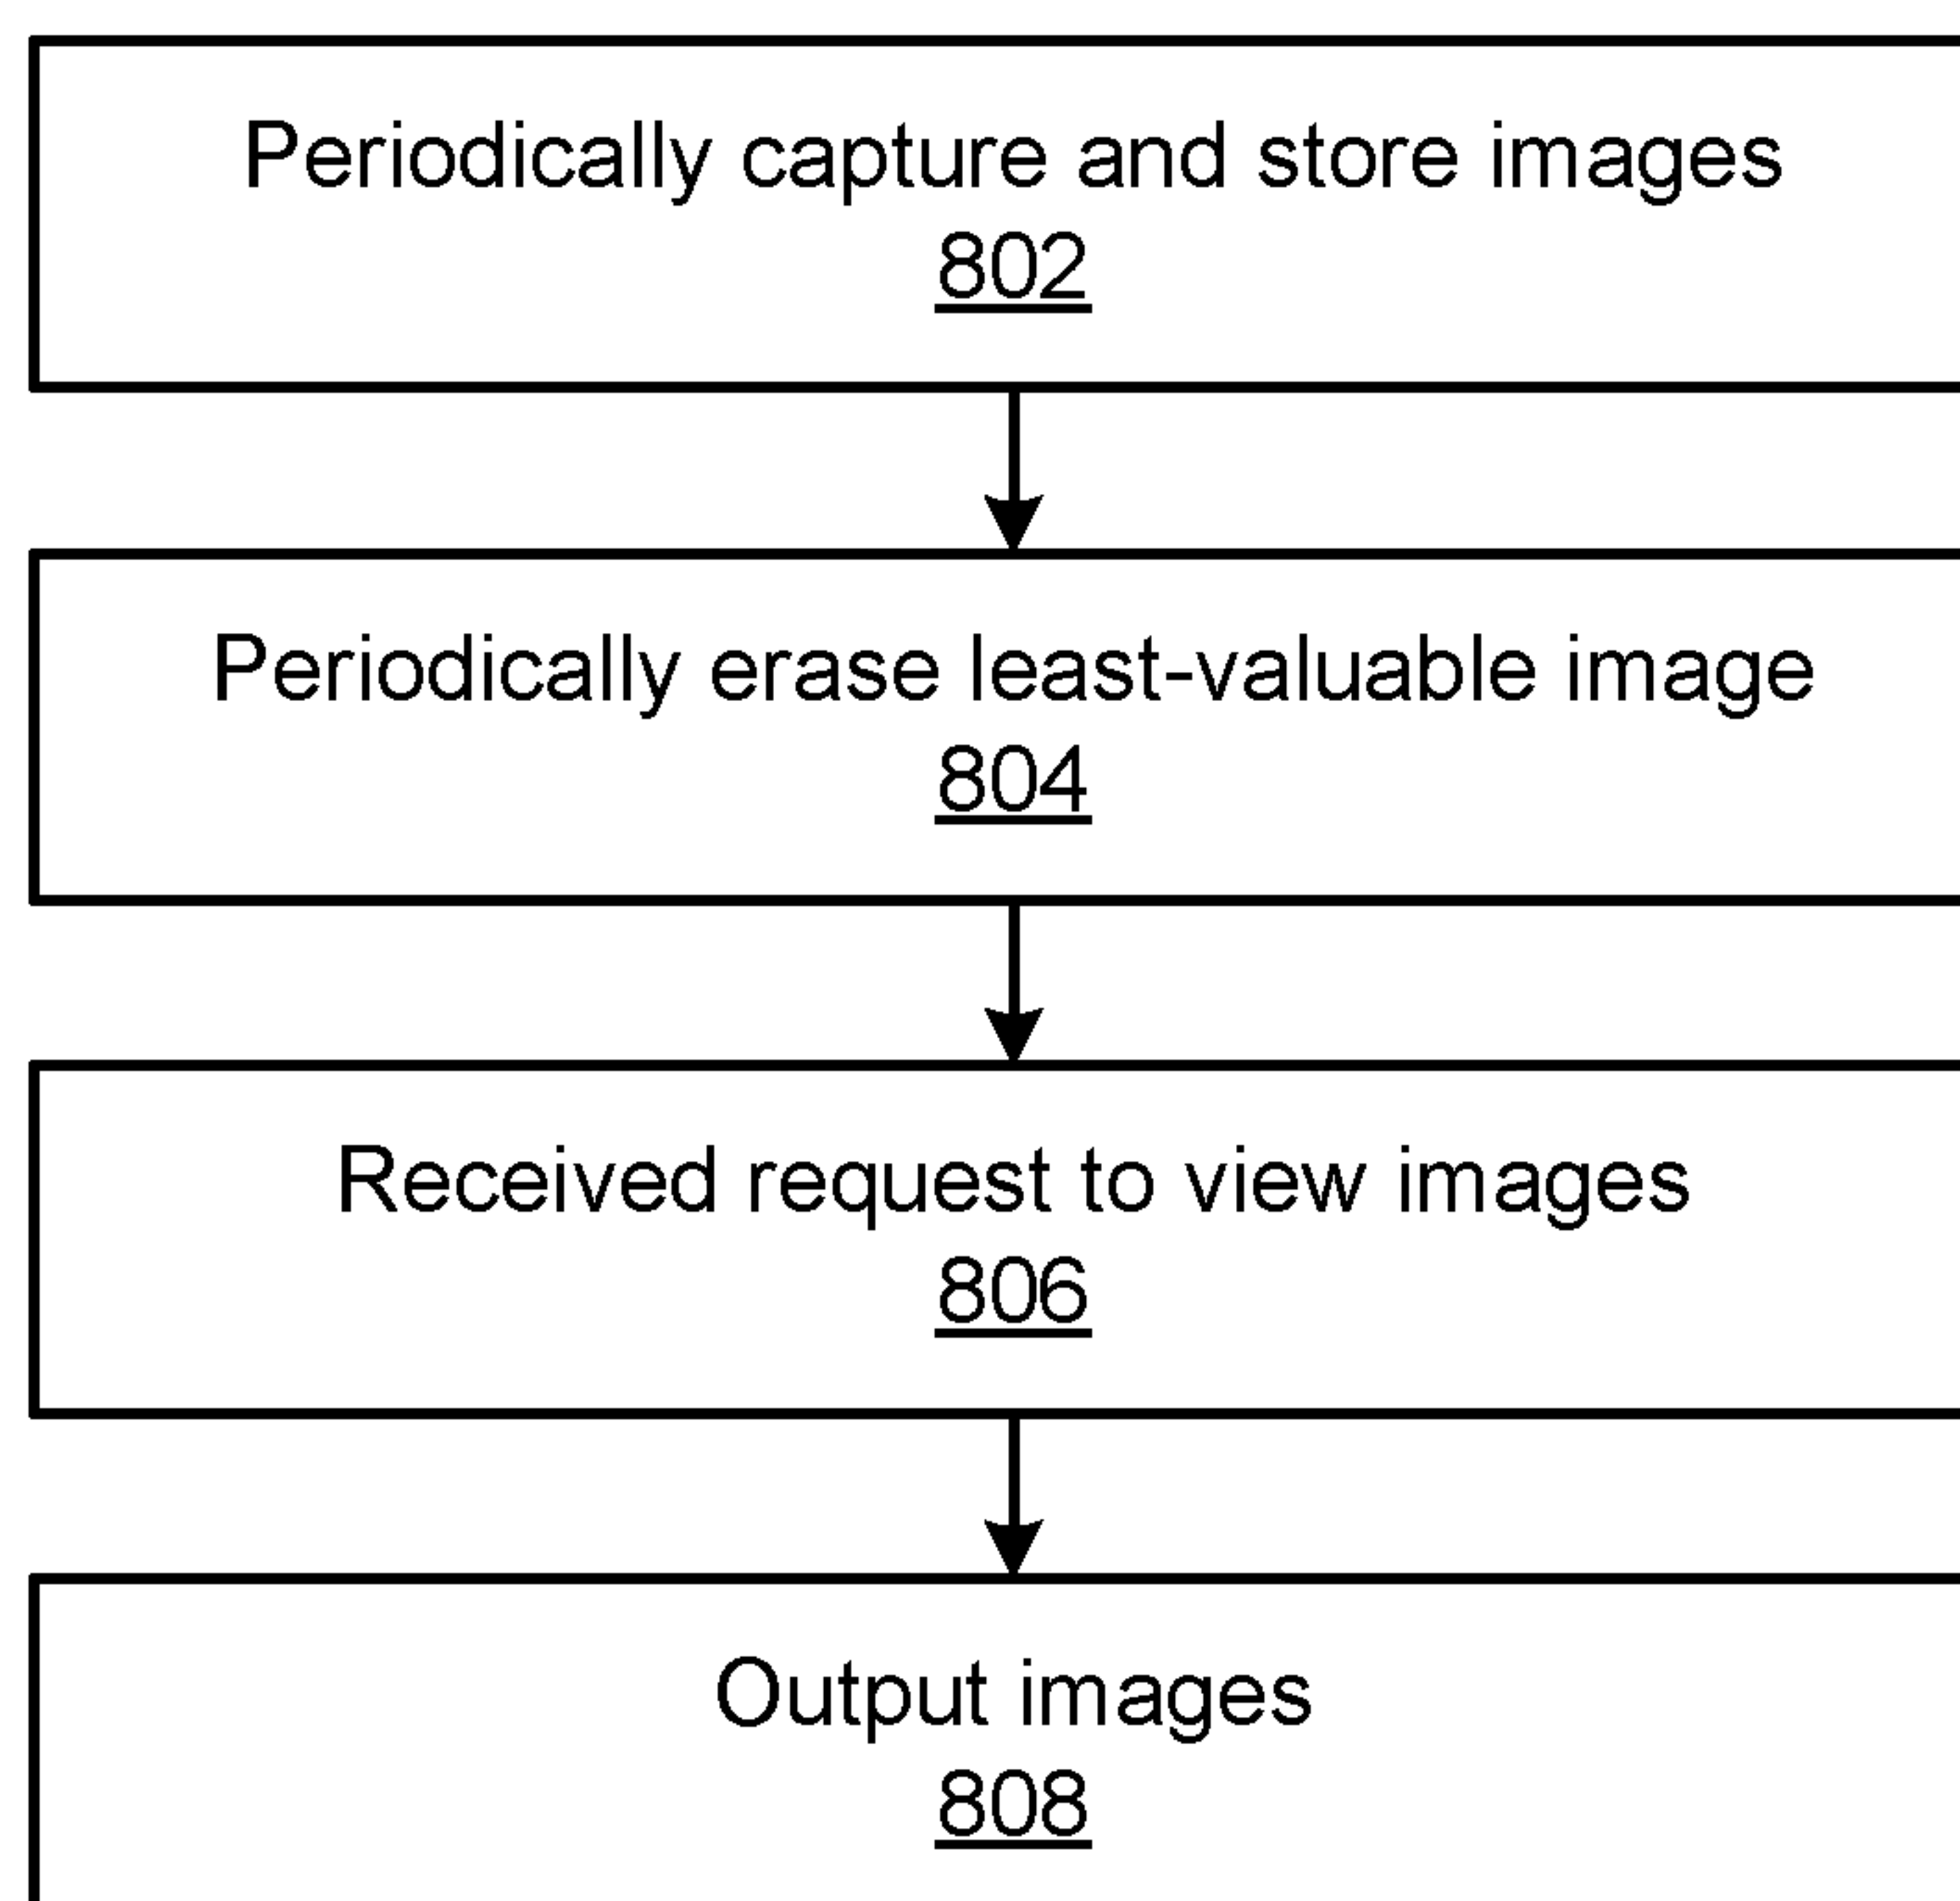 Periodically capture and store images
802
Periodically erase least-valuable image
804
Received request to view images
806
Output images
808